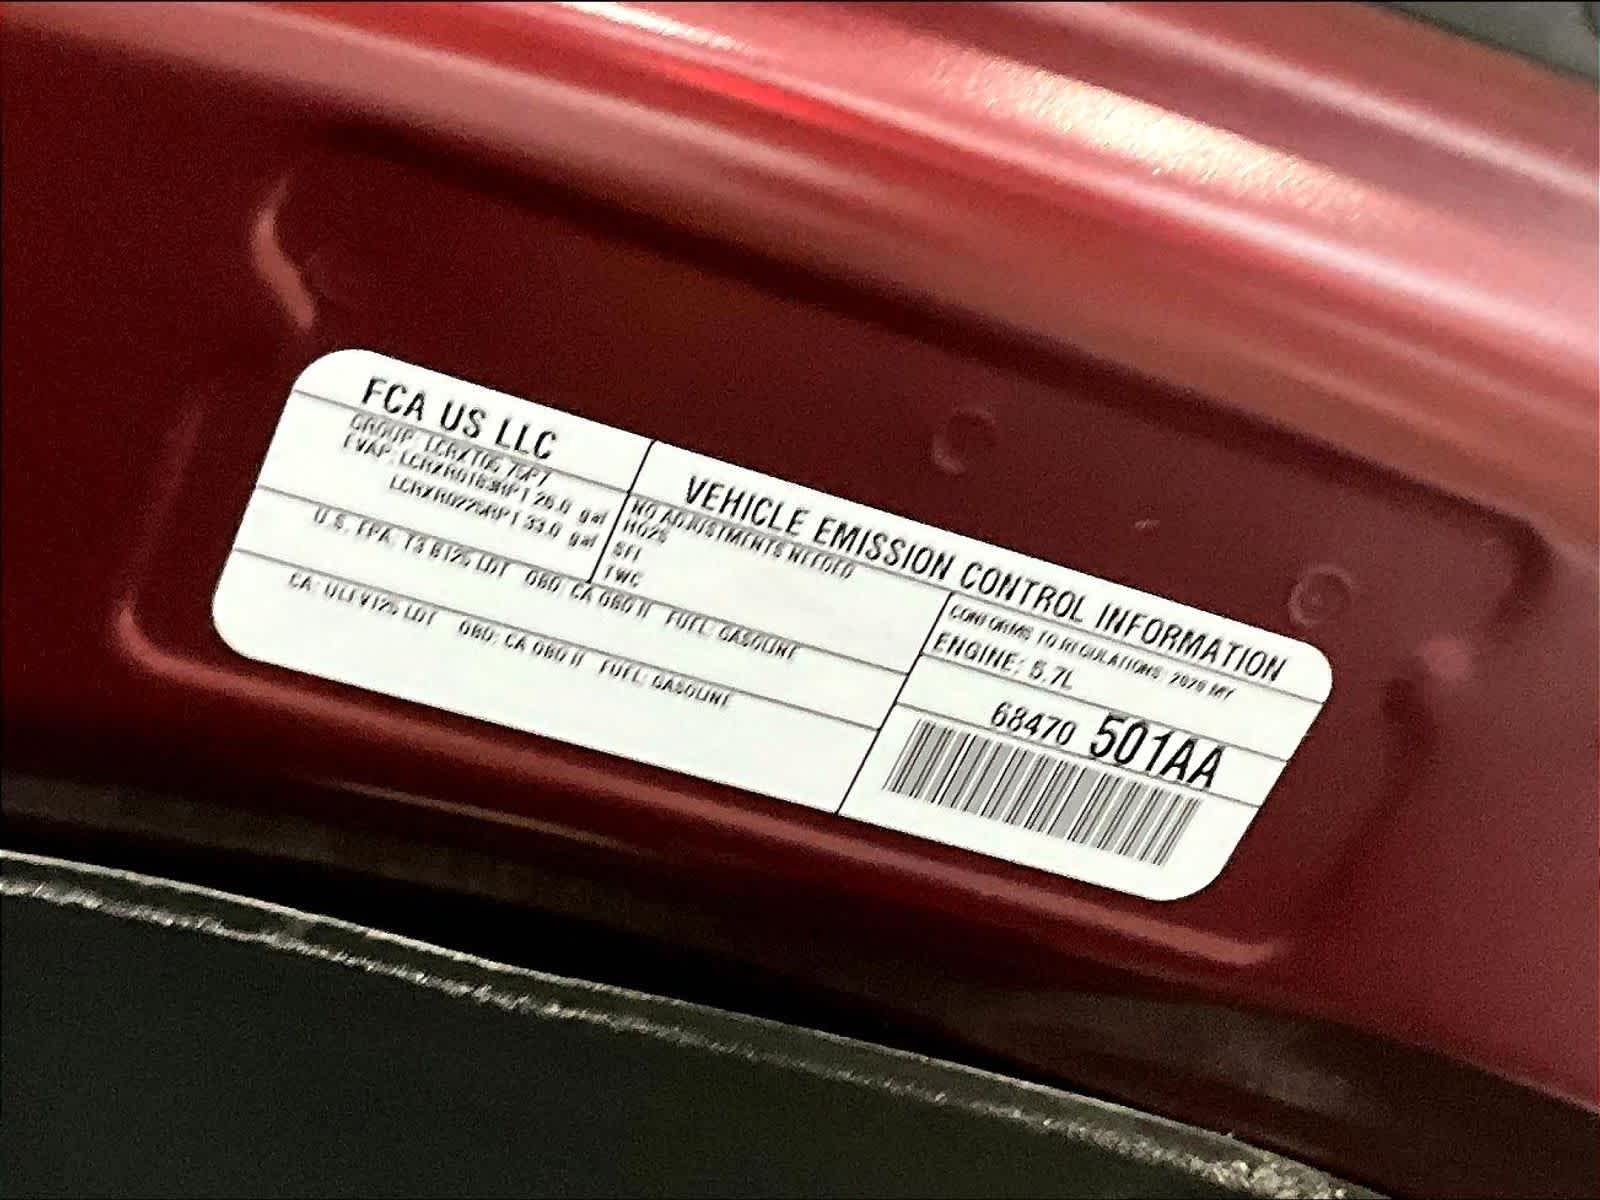 FCA US LLC
VEHICLE EMISSION CONTROL INFORMATION
GROUP: LCRXT05.75P7
EVAP: LCRXR0183RP1 26.0 gal
LCRXR0225RP1 33.0 gal
NO ADJUSTMENTS NEEDED
HO2S
SFI
TWC
CONFORMS TO REGULATIONS: 2020 MY
ENGINE: 5.7L
U.S. EPA: T3 B125 LDT OBD: CA OBD II FUEL: GASOLINE
CA: ULEV125 LDT OBD: CA OBD II FUEL: GASOLINE
68470 501AA